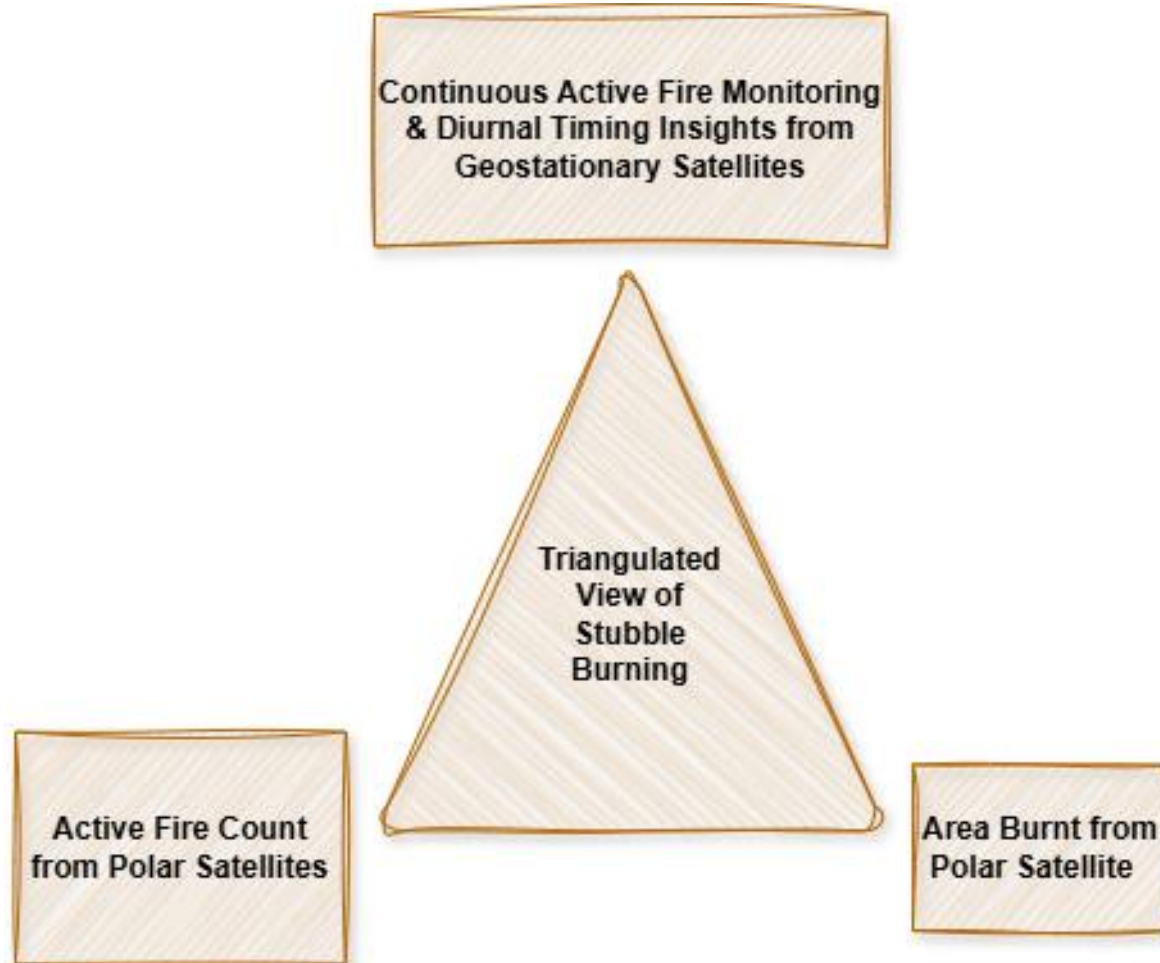 Continuous Active Fire Monitoring
& Diurnal Timing Insights from
Geostationary Satellites
Triangulated
View of
Stubble
Burning
Active Fire Count
from Polar Satellites
Area Burnt from
Polar Satellite